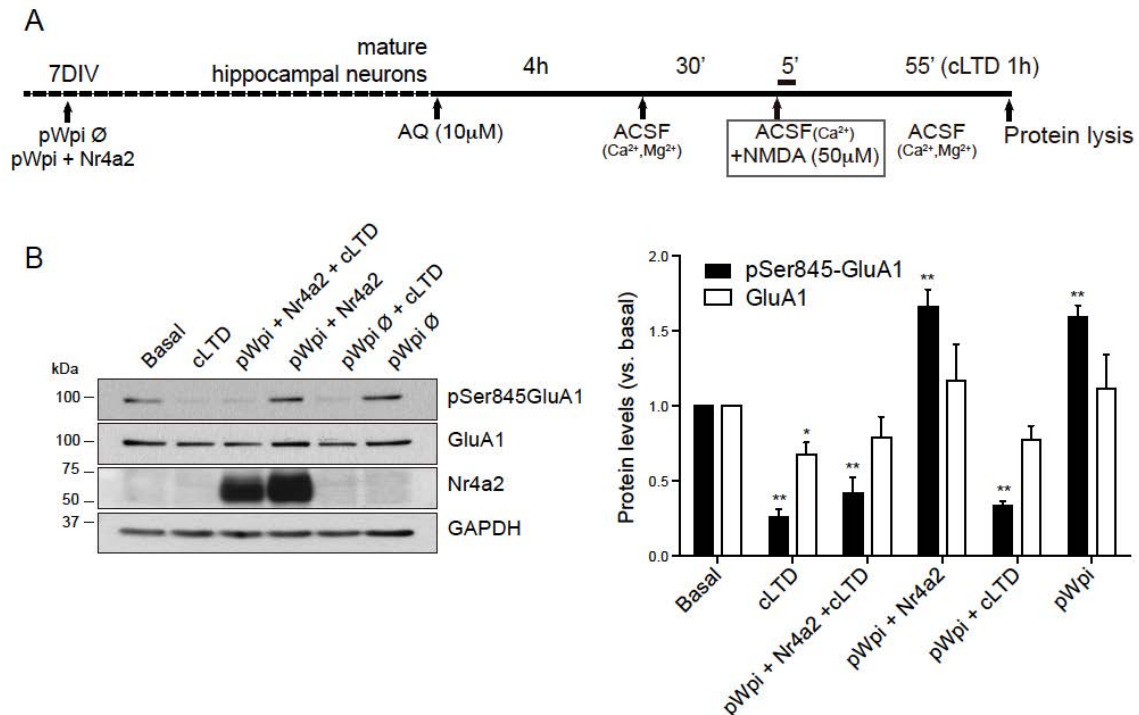 A
7DIV
mature
hippocampal neurons
4h
30’
5’
55’ (cLTD 1h)
pWpi Ø
pWpi + Nr4a2
AQ (10μM)
ACSF
(Ca²⁺,Mg²⁺)
ACSF(Ca²⁺)
+NMDA (50μM)
ACSF
(Ca²⁺,Mg²⁺)
Protein lysis
B
kDa
Basal
cLTD
pWpi + Nr4a2 + cLTD
pWpi + Nr4a2
pWpi Ø + cLTD
pWpi Ø
100
pSer845GluA1
100
GluA1
75
50
Nr4a2
37
GAPDH
Protein levels (vs. basal)
2.0
1.5
1.0
0.5
0.0
pSer845-GluA1
GluA1
**
*
**
**
**
**
Basal
cLTD
pWpi + Nr4a2 +cLTD
pWpi + Nr4a2
pWpi + cLTD
pWpi